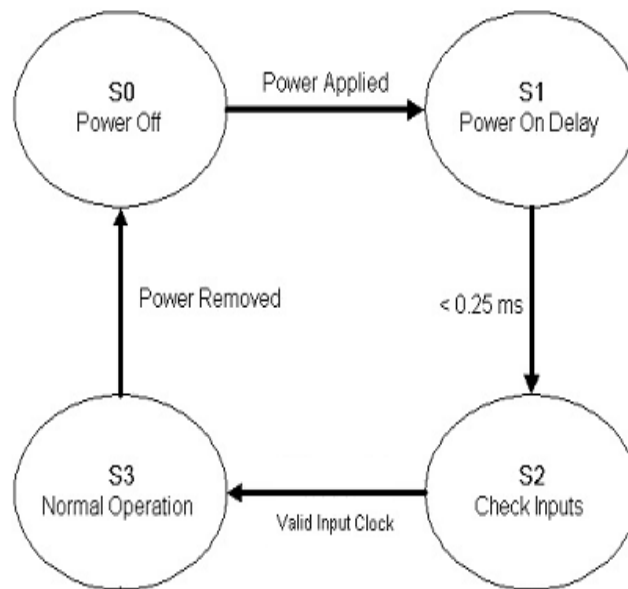 S0
Power Off
Power Applied
S1
Power On Delay
< 0.25 ms
S2
Check Inputs
Valid Input Clock
S3
Normal Operation
Power Removed